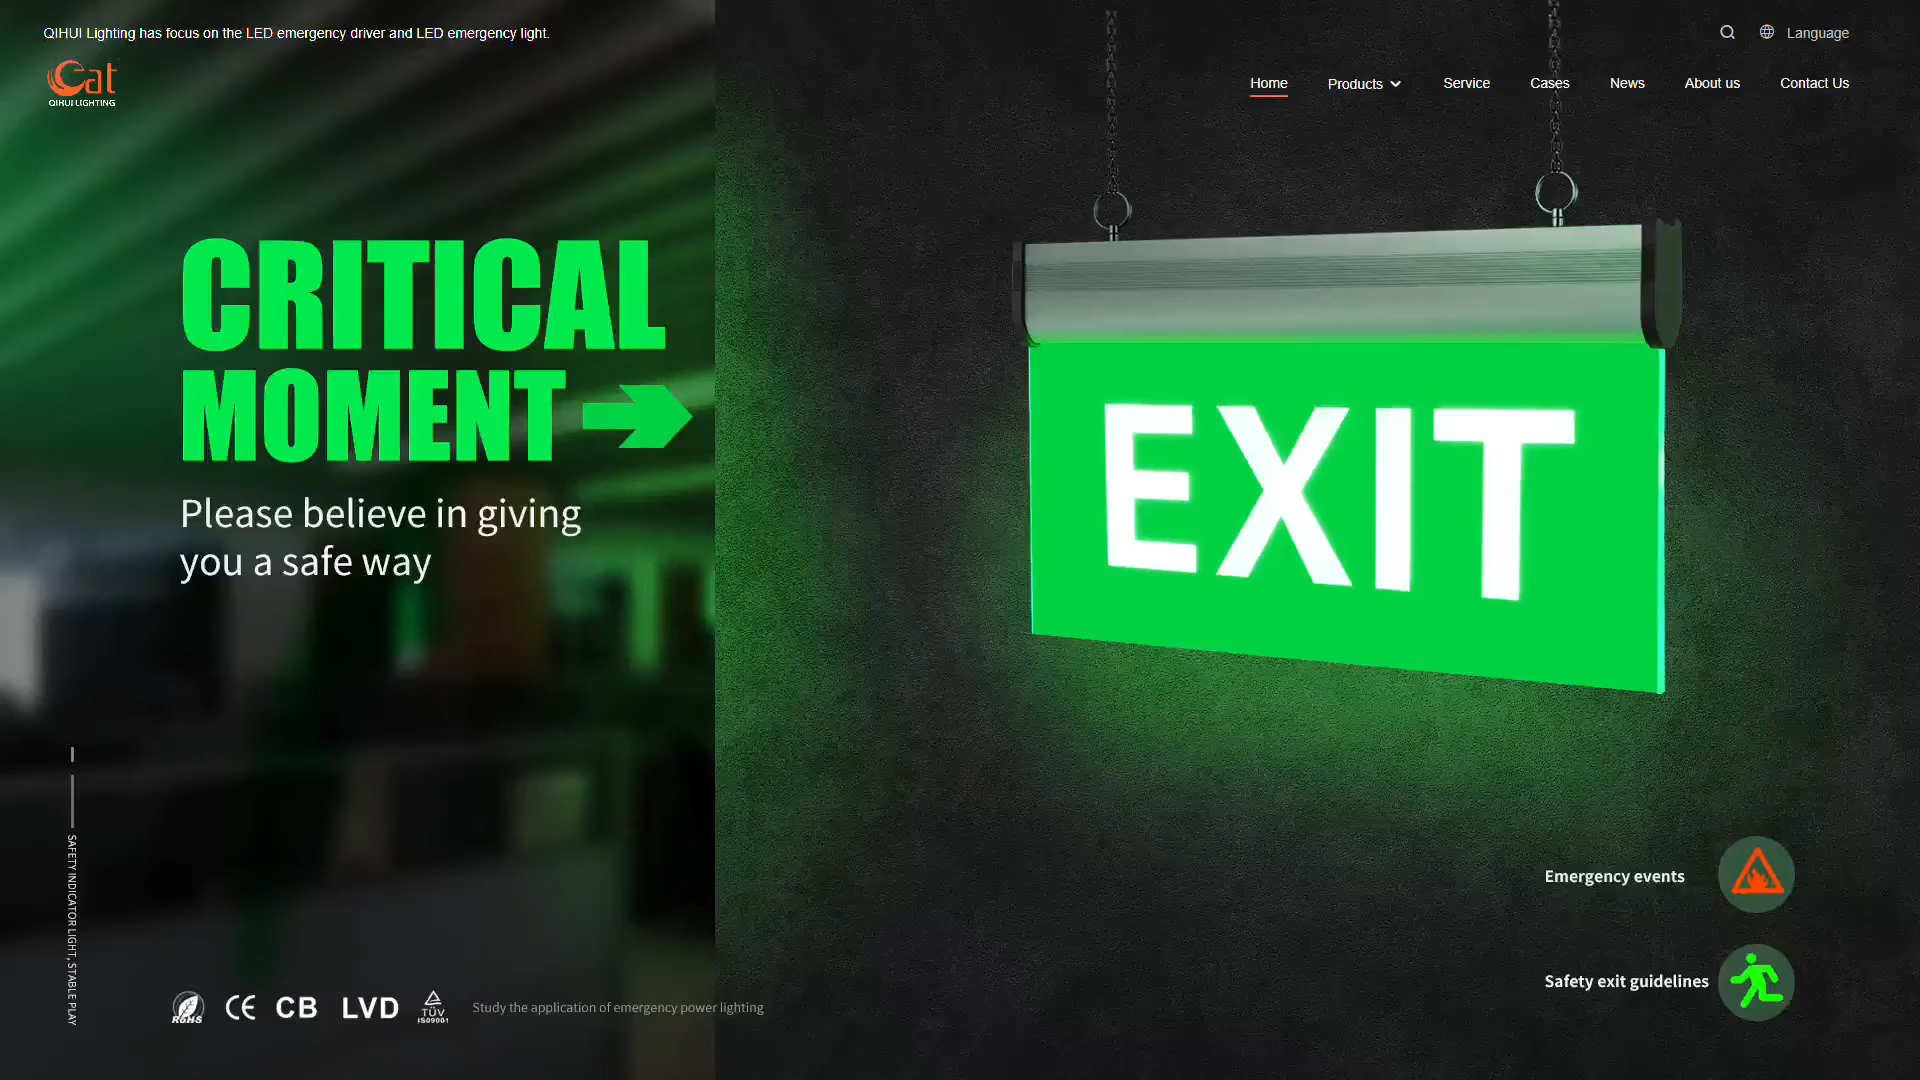 QIHUI Lighting has focus on the LED emergency driver and LED emergency light.
Language
Cat
QIHUI LIGHTING
Home
Products
Service
Cases
News
About us
Contact Us
CRITICAL
MOMENT
Please believe in giving
you a safe way
EXIT
Emergency events
Safety exit guidelines
SAFETY INDICATOR LIGHT, STABLE PLAY
RoHS
CE
CB
LVD
TÜV
ISO9001
Study the application of emergency power lighting